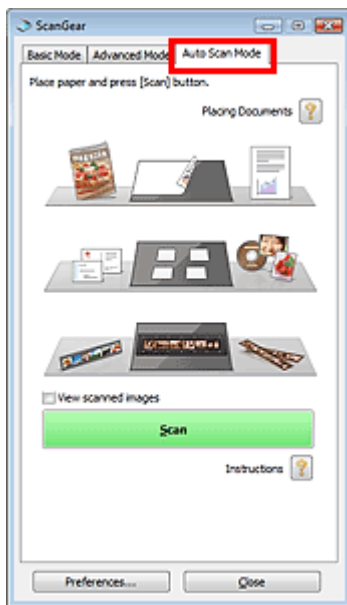 ScanGear
Basic Mode Advanced Mode Auto Scan Mode
Place paper and press [Scan] button.
Placing Documents ?
View scanned images
Scan
Instructions ?
Preferences... Close